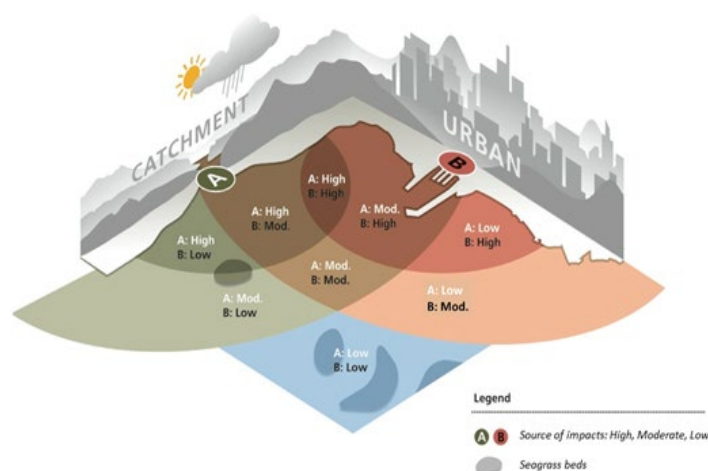 CATCHMENT
URBAN
A
B
A: High
B: High
A: High
B: Mod.
A: Mod.
B: High
A: Low
B: High
A: High
B: Low
A: Mod.
B: Mod.
A: Mod.
B: Low
A: Low
B: Mod.
A: Low
B: Low
Legend
A B Source of impacts: High, Moderate, Low
Seagrass beds